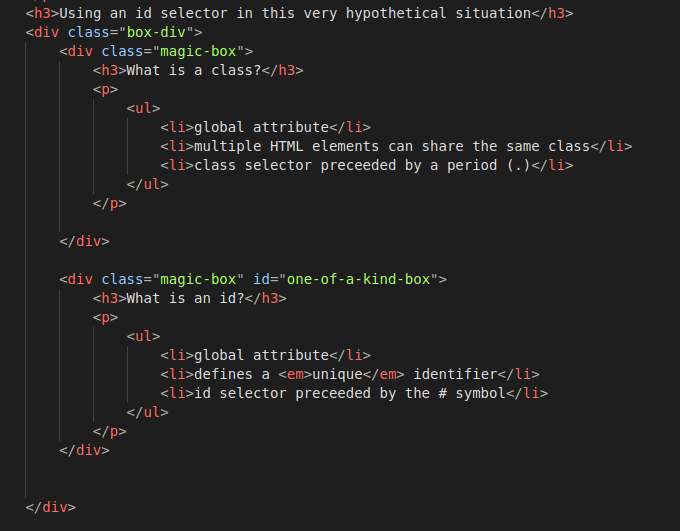 <h3>Using an id selector in this very hypothetical situation</h3>
<div class="box-div">
<div class="magic-box">
<h3>What is a class?</h3>
<p>
<ul>
<li>global attribute</li>
<li>multiple HTML elements can share the same class</li>
<li>class selector preceeded by a period (.)</li>
</ul>
</p>
</div>
<div class="magic-box" id="one-of-a-kind-box">
<h3>What is an id?</h3>
<p>
<ul>
<li>global attribute</li>
<li>defines a <em>unique</em> identifier</li>
<li>id selector preceeded by the # symbol</li>
</ul>
</p>
</div>
</div>